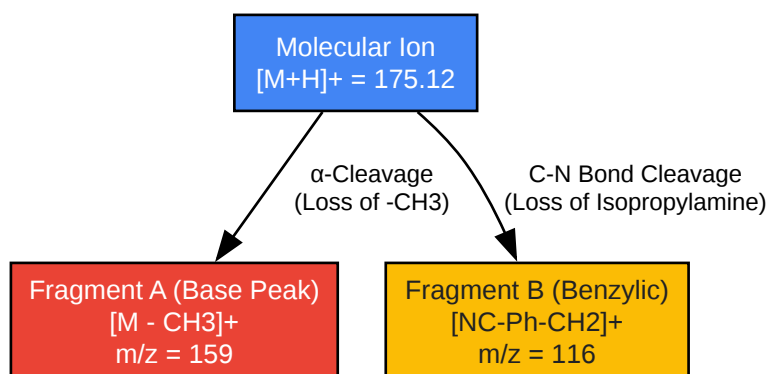 Molecular Ion
[M+H]+ = 175.12
α-Cleavage
(Loss of -CH3)
C-N Bond Cleavage
(Loss of Isopropylamine)
Fragment A (Base Peak)
[M - CH3]+
m/z = 159
Fragment B (Benzylic)
[NC-Ph-CH2]+
m/z = 116